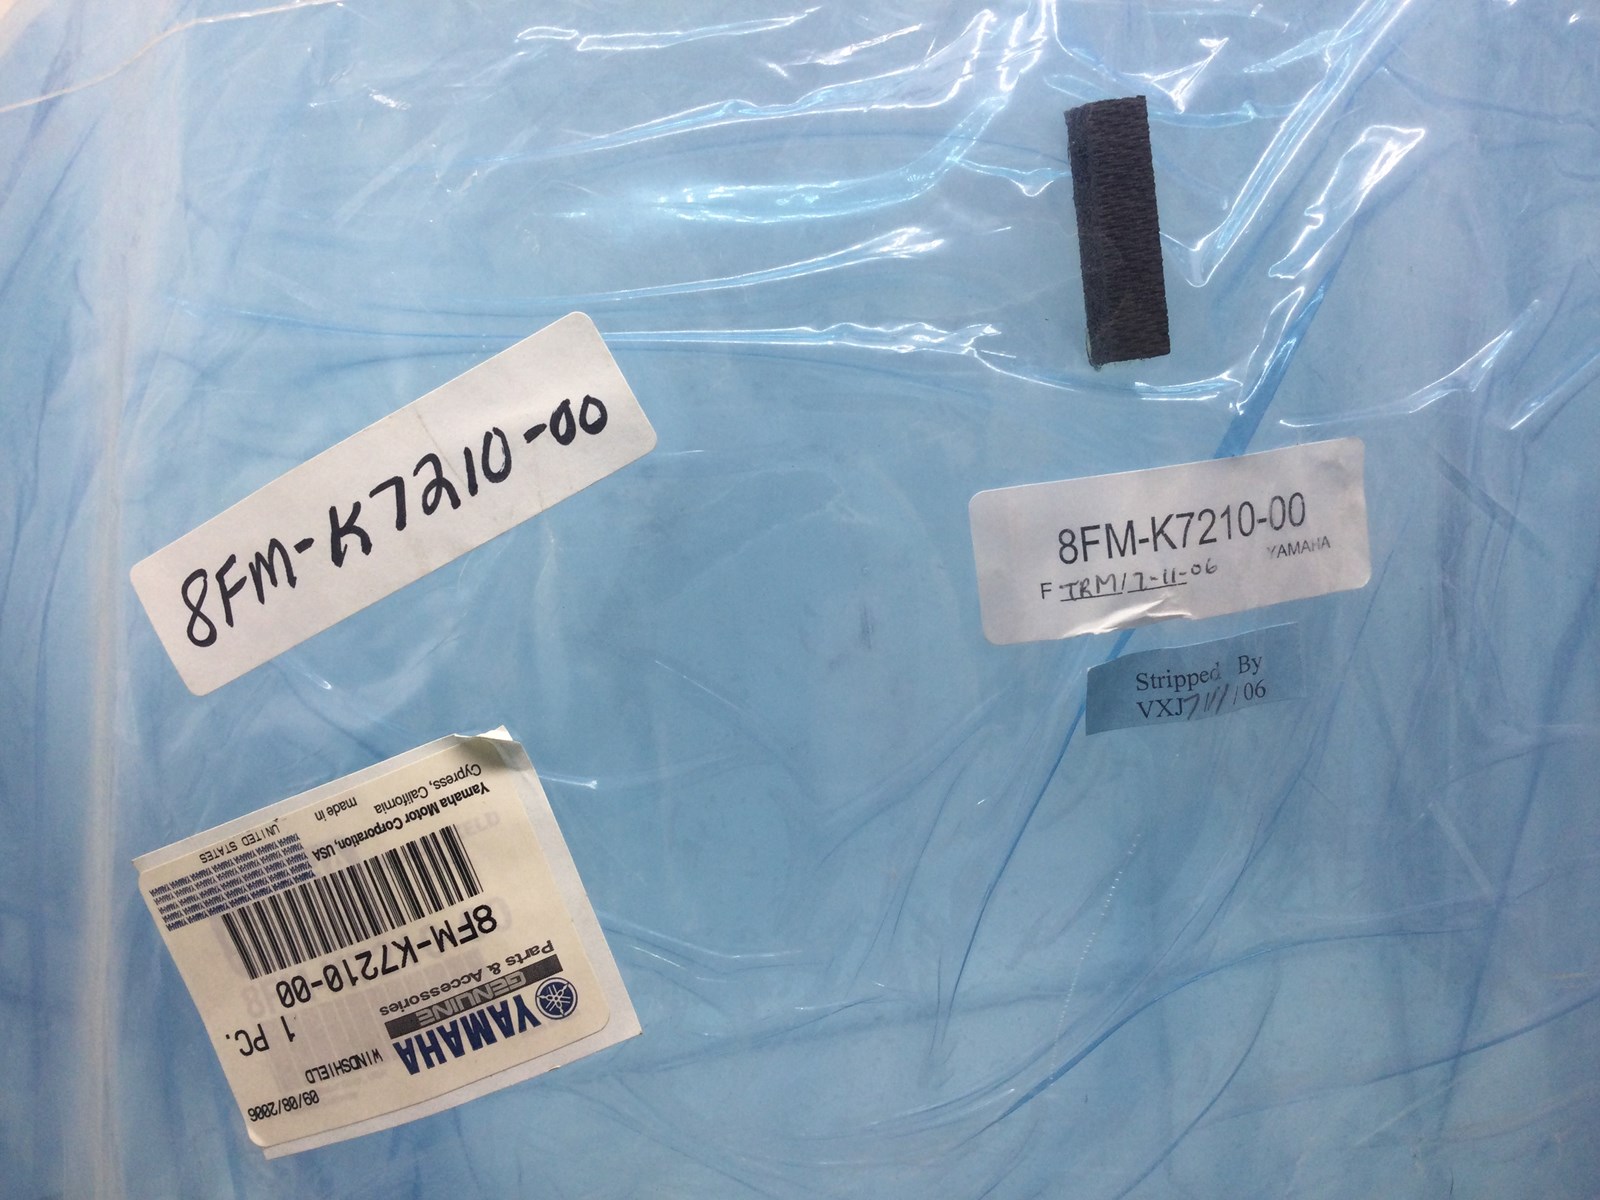 8FM-K7210-00
8FM-K7210-00
YAMAHA
F TRM/7-11-06
Stripped By
VXJ7/11/06
09/08/2006
YAMAHA
WINDSHIELD
GENUINE
1 PC.
Parts & Accessories
8FM-K7210-00
Yamaha Motor Corporation, USA
Cypress, California
made in
UNITED STATES